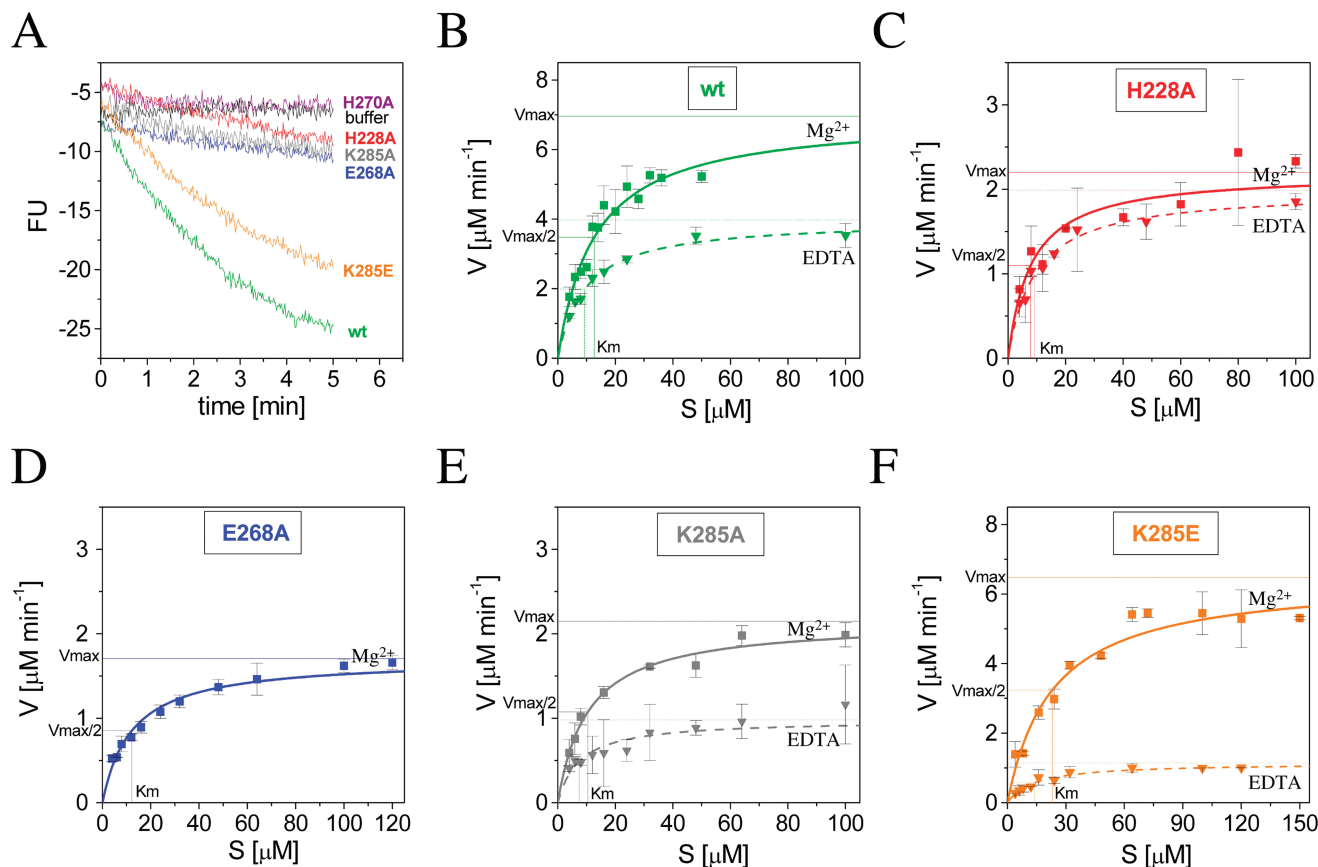 A
FU
-5
-10
-15
-20
-25
0 1 2 3 4 5 6
time [min]
H270A
buffer
H228A
K285A
E268A
K285E
wt
B
wt
V [μM min⁻¹]
8
6
4
2
0
Vmax
Vmax/2
Mg²⁺
EDTA
Km
0 20 40 60 80 100
S [μM]
C
H228A
V [μM min⁻¹]
3
2
1
0
Vmax
Vmax/2
Mg²⁺
EDTA
Km
0 20 40 60 80 100
S [μM]
D
E268A
V [μM min⁻¹]
3
2
1
0
Vmax
Vmax/2
Mg²⁺
Km
0 20 40 60 80 100 120
S [μM]
E
K285A
V [μM min⁻¹]
3
2
1
0
Vmax
Vmax/2
Mg²⁺
EDTA
Km
0 20 40 60 80 100
S [μM]
F
K285E
V [μM min⁻¹]
8
6
4
2
0
Vmax
Vmax/2
Mg²⁺
EDTA
Km
0 30 60 90 120 150
S [μM]